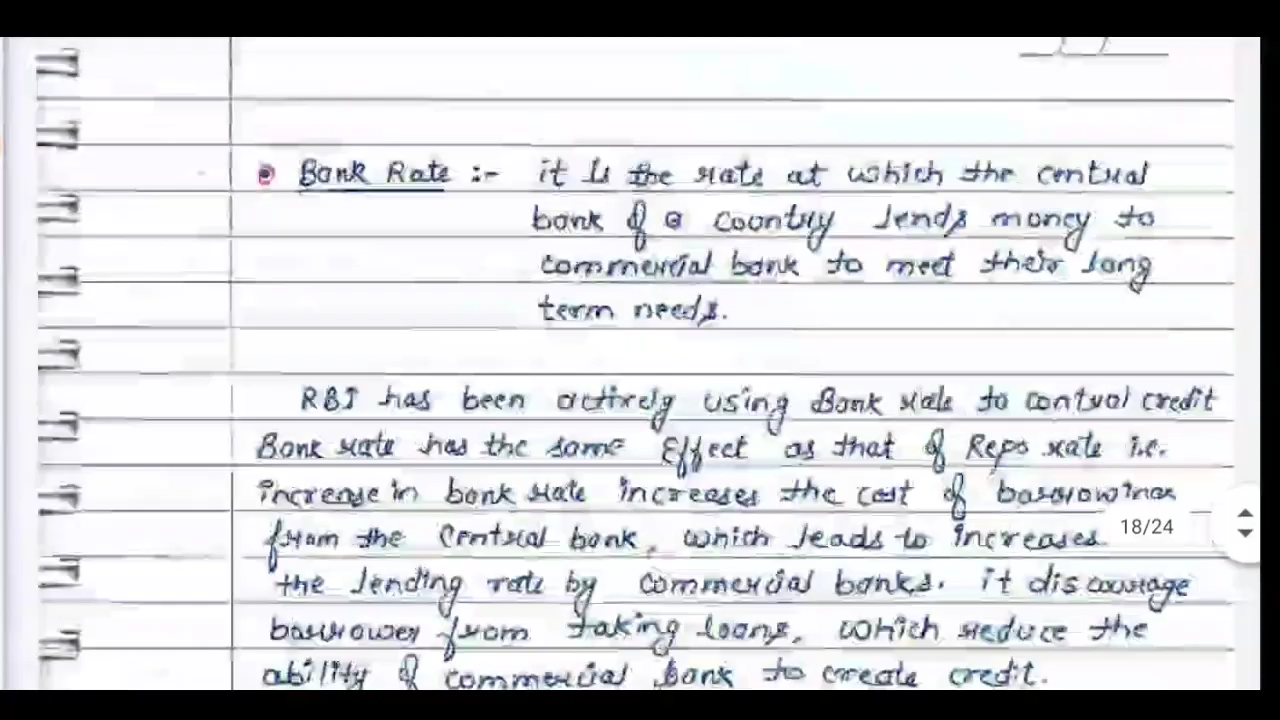 • Bank Rate :- it is the rate at which the central
bank of a country lends money to
commercial bank to meet their long
term needs.
RBI has been actively using Bank rate to control credit
Bank rate has the same Effect as that of Repo rate i.e.
increase in bank rate increases the cost of borrowing
from the Central bank, which leads to increases
18/24
the lending rate by commercial banks. it discourage
borrower from taking loans, which reduce the
ability of commercial bank to create credit.